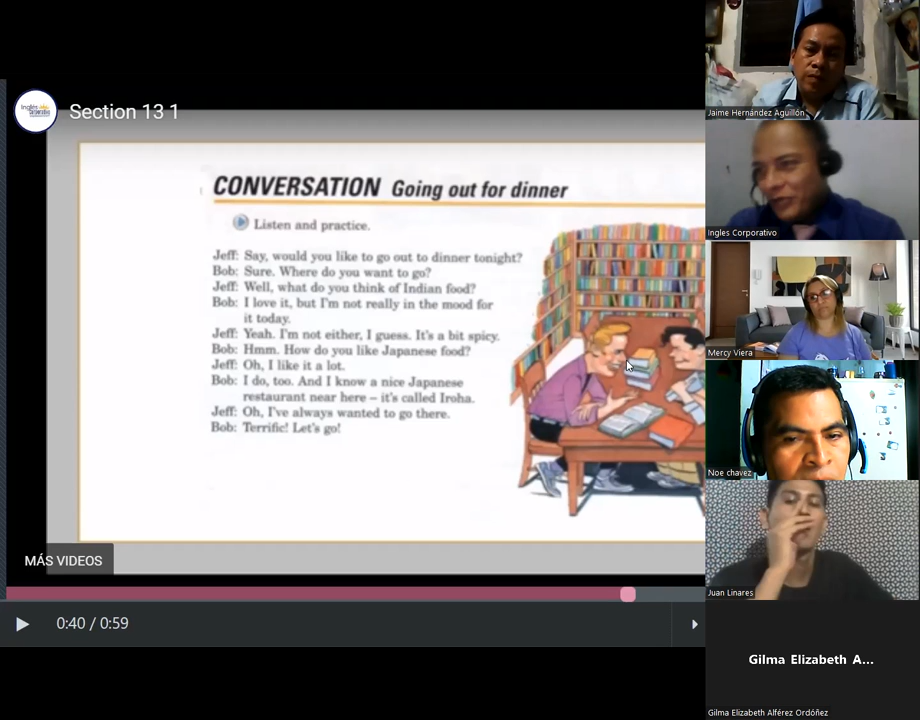 Inglés
Section 13 1
CONVERSATION Going out for dinner
Listen and practice.
Jeff: Say, would you like to go out to dinner tonight?
Bob: Sure. Where do you want to go?
Jeff: Well, what do you think of Indian food?
Bob: I love it, but I'm not really in the mood for
it today.
Jeff: Yeah. I'm not either, I guess. It's a bit spicy.
Bob: Hmm. How do you like Japanese food?
Jeff: Oh, I like it a lot.
Bob: I do, too. And I know a nice Japanese
restaurant near here – it's called Iroha.
Jeff: Oh, I've always wanted to go there.
Bob: Terrific! Let's go!
MÁS VIDEOS
0:40 / 0:59
Jaime Hernández Aguillón
Ingles Corporativo
Mercy Viera
Noe chavez
Juan Linares
Gilma Elizabeth A...
Gilma Elizabeth Alférez Ordóñez